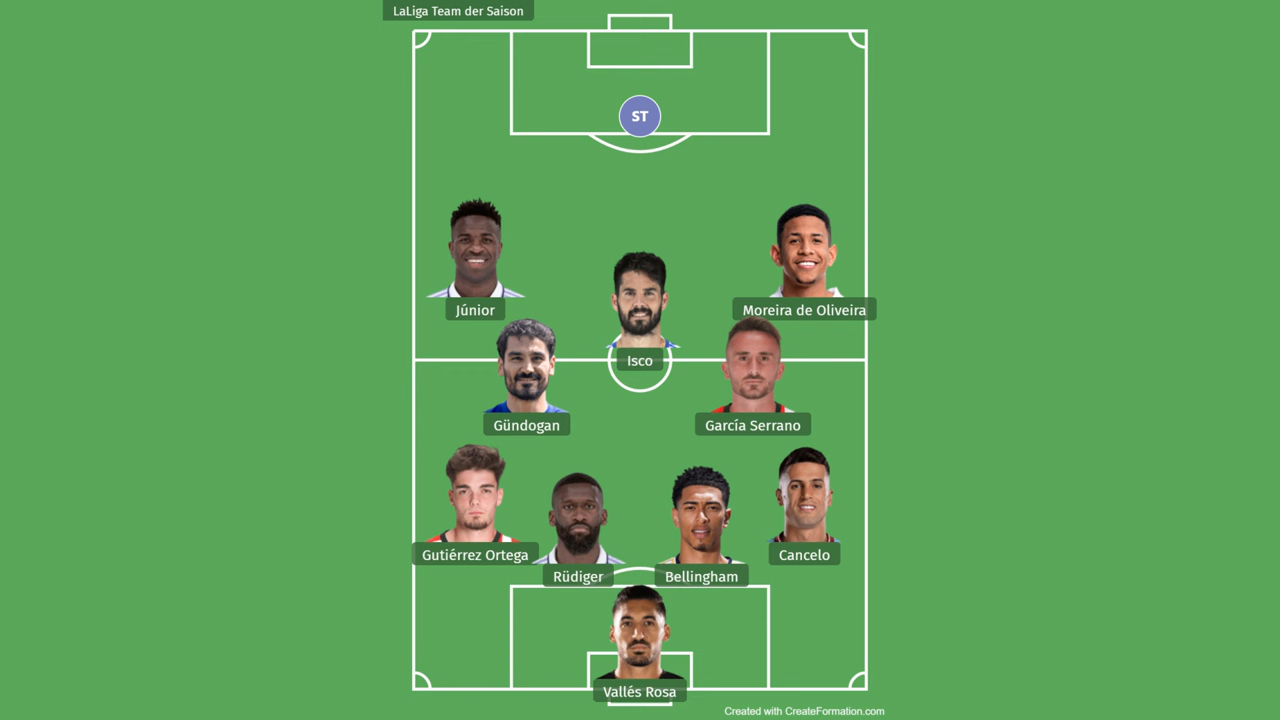 LaLiga Team der Saison
ST
Júnior
Moreira de Oliveira
Isco
Gündogan
García Serrano
Gutiérrez Ortega
Cancelo
Rüdiger
Bellingham
Vallés Rosa
Created with CreateFormation.com